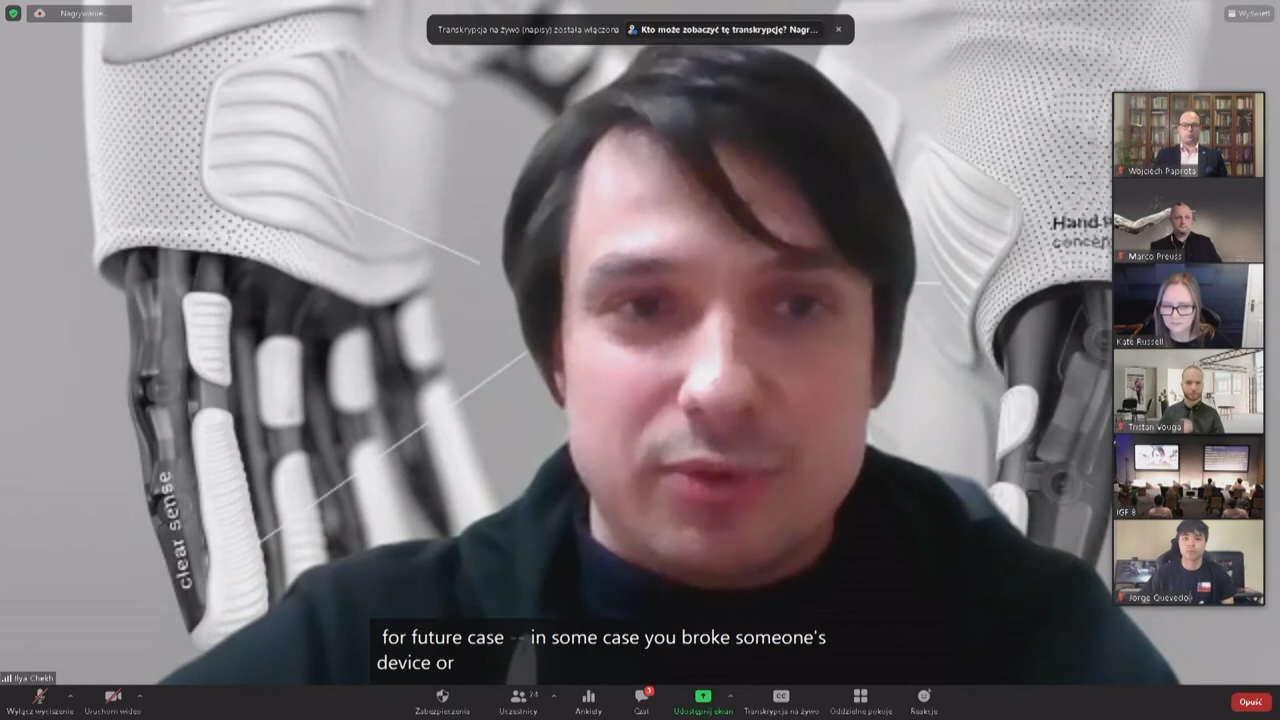 Nagrywanie...
Transkrypcja na żywo (napisy) została włączona
Kto może zobaczyć tę transkrypcję? Nagr...
Wyświetl
clear sense
Hand
concep
Wojciech Paprota
Marco Preuss
Kate Russell
Tristan Vouga
IGF 8
Jorge Quevedo
for future case -- in some case you broke someone's
device or
Ilya Chekh
Wyłącz wyciszenie
Uruchom wideo
Zabezpieczenia
Uczestnicy
24
Ankiety
Czat
1
Udostępnij ekran
CC
Transkrypcja na żywo
Oddzielne pokoje
Reakcje
Opuść